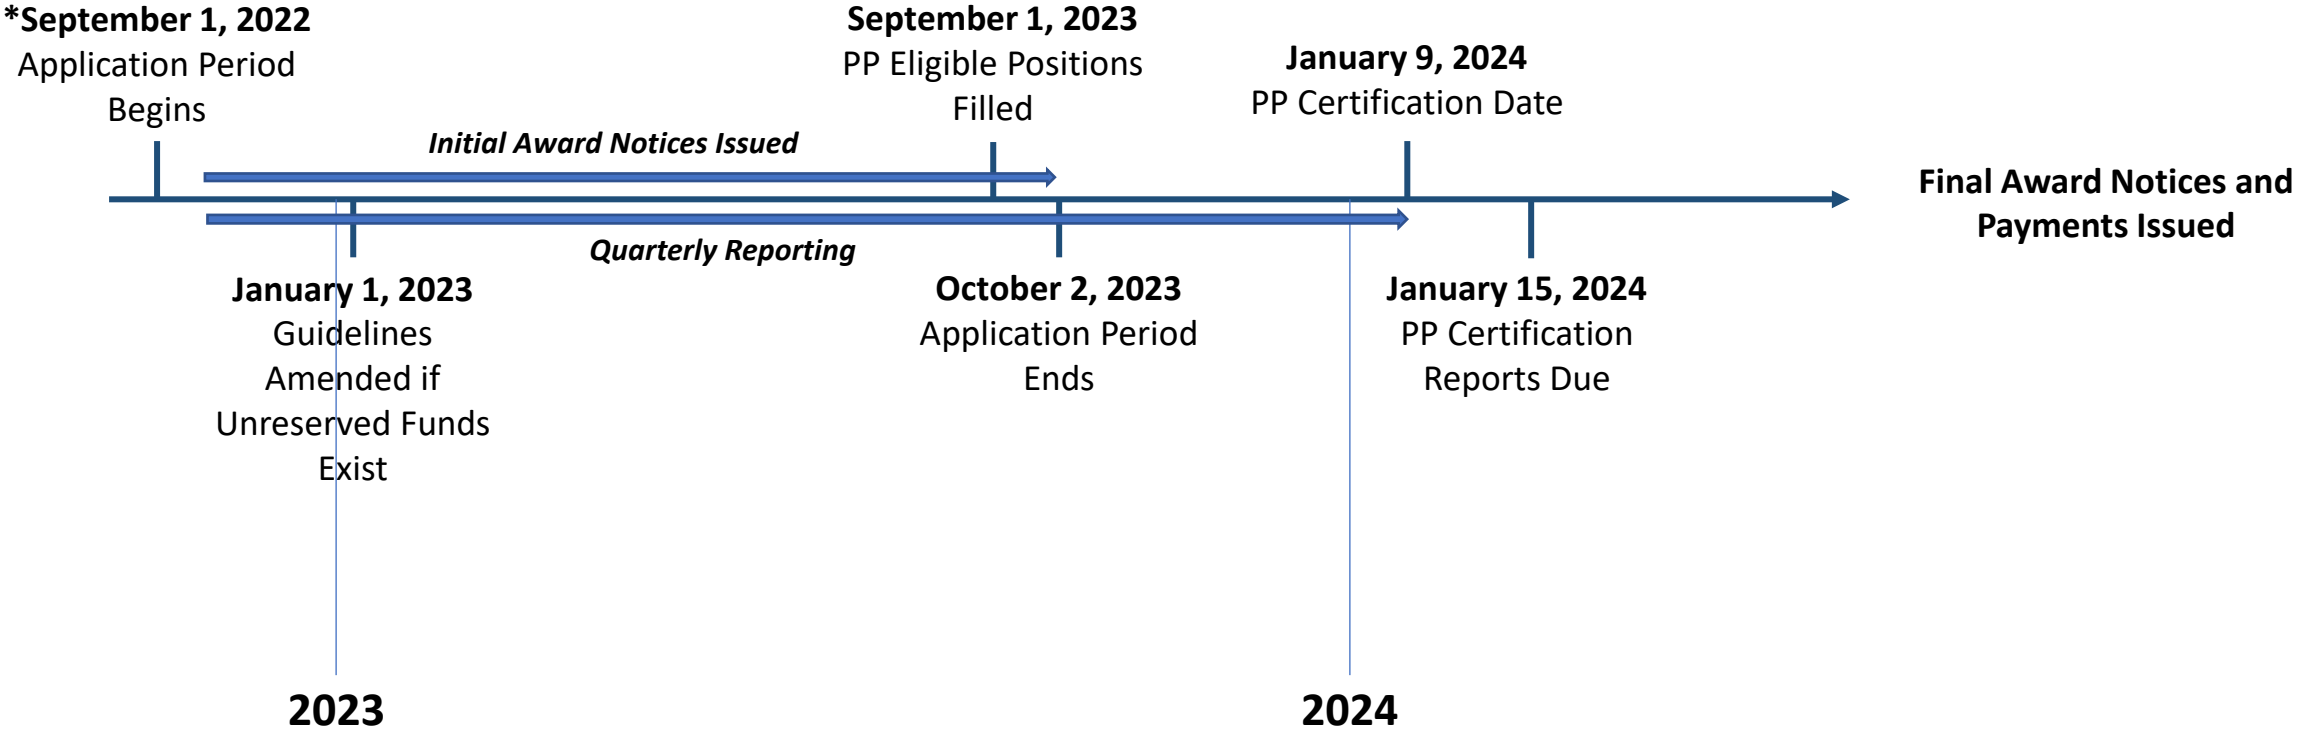 *September 1, 2022
Application Period
Begins
September 1, 2023
PP Eligible Positions
Filled
January 9, 2024
PP Certification Date
Initial Award Notices Issued
Final Award Notices and
Payments Issued
Quarterly Reporting
January 1, 2023
Guidelines
Amended if
Unreserved Funds
Exist
October 2, 2023
Application Period
Ends
January 15, 2024
PP Certification
Reports Due
2023
2024